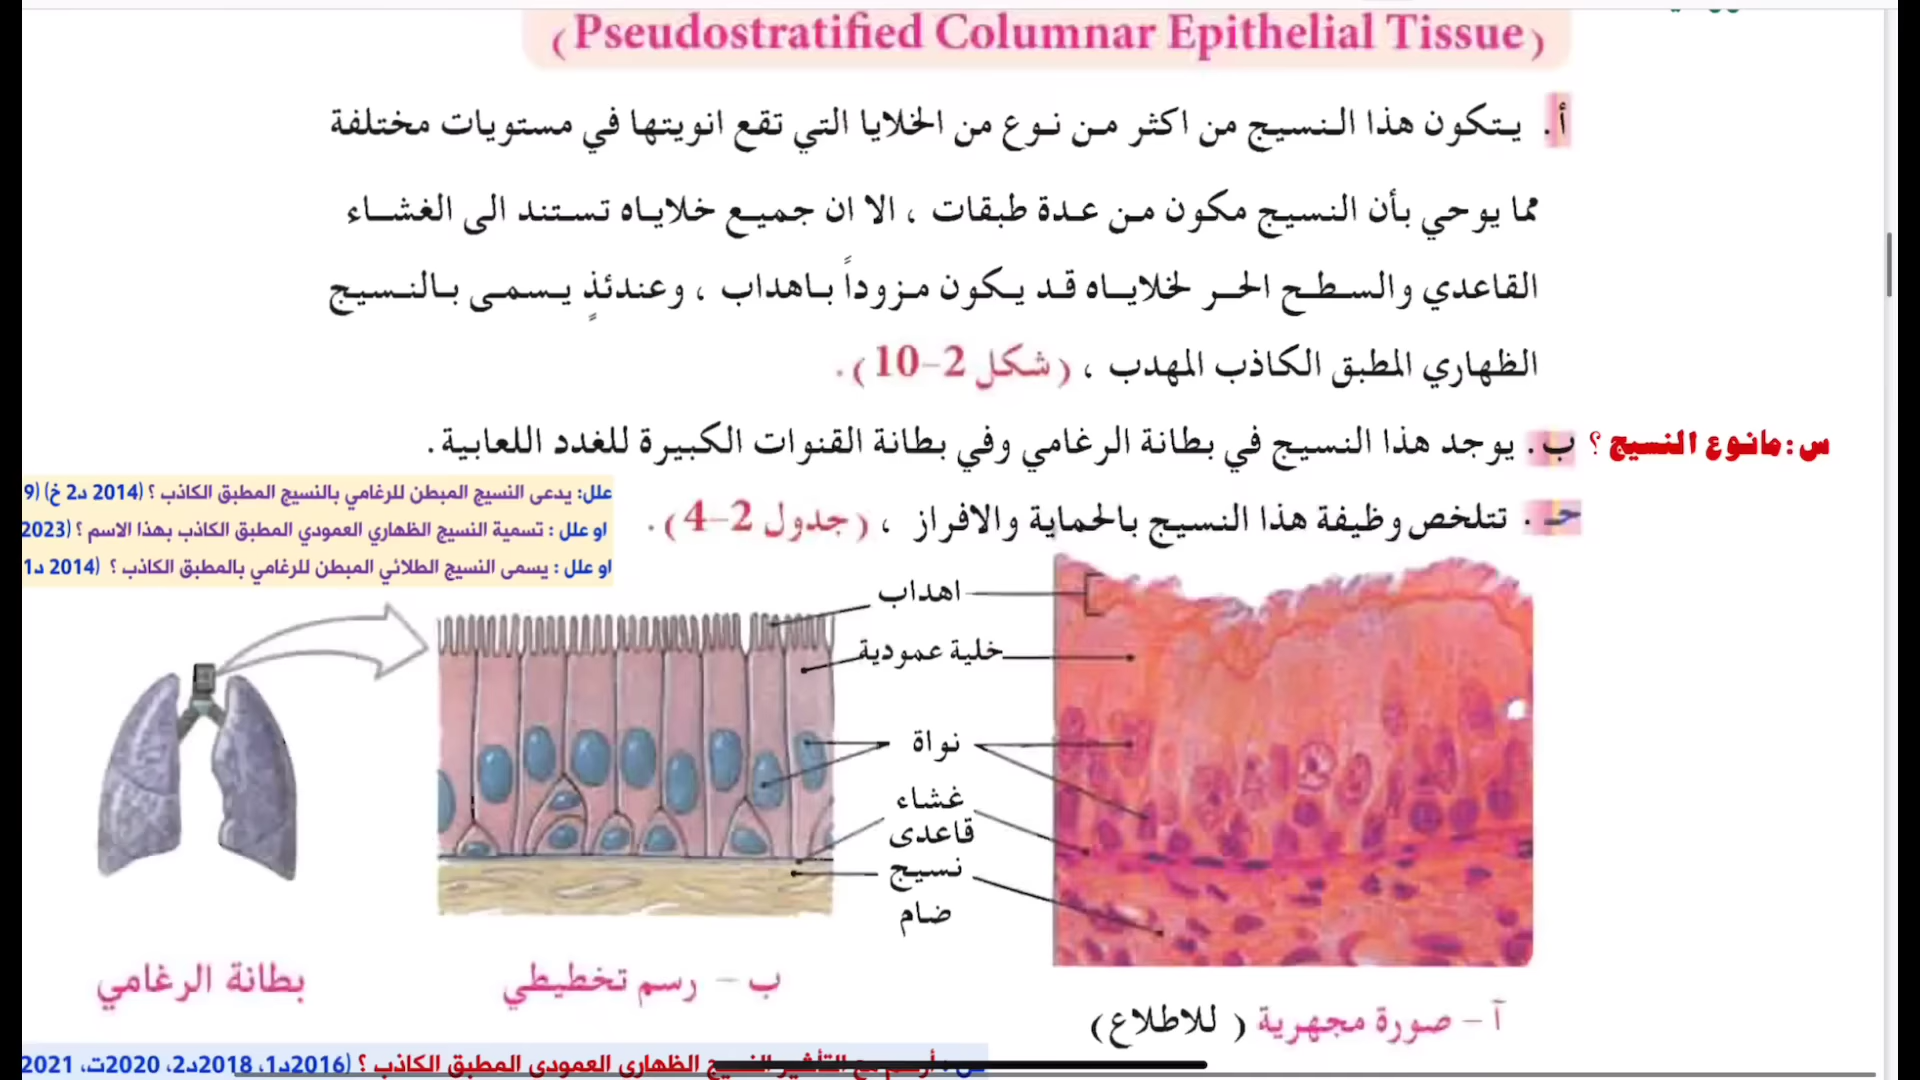 (Pseudostratified Columnar Epithelial Tissue)
أ. يتكون هذا النسيج من اكثر من نوع من الخلايا التي تقع انويتها في مستويات مختلفة
مما يوحي بأن النسيج مكون من عدة طبقات ، الا ان جميع خلاياه تستند الى الغشاء
القاعدي والسطح الحر لخلاياه قد يكون مزوداً باهداب ، وعندئذٍ يسمى بالنسيج
الظهاري المطبق الكاذب المهدب ، (شكل 2-10).
س: مانوع النسيج ؟ ب. يوجد هذا النسيج في بطانة الرغامي وفي بطانة القنوات الكبيرة للغدد اللعابية.
حـ. تتلخص وظيفة هذا النسيج بالحماية والافراز ، (جدول 2-4).
علل: يدعى النسيج المبطن للرغامي بالنسيج المطبق الكاذب ؟ (2014 د2 خ) (9
او علل : تسمية النسيج الظهاري العمودي المطبق الكاذب بهذا الاسم ؟ (2023
او علل : يسمى النسيج الطلائي المبطن للرغامي بالمطبق الكاذب ؟ (2014 د1
اهداب
خلية عمودية
نواة
غشاء
قاعدى
نسيج
ضام
آ - صورة مجهرية ( للاطلاع)
ب - رسم تخطيطي
بطانة الرغامي
الظهاري العمودي المطبق الكاذب ؟ (2016د1، 2018د2، 2020ت، 2021